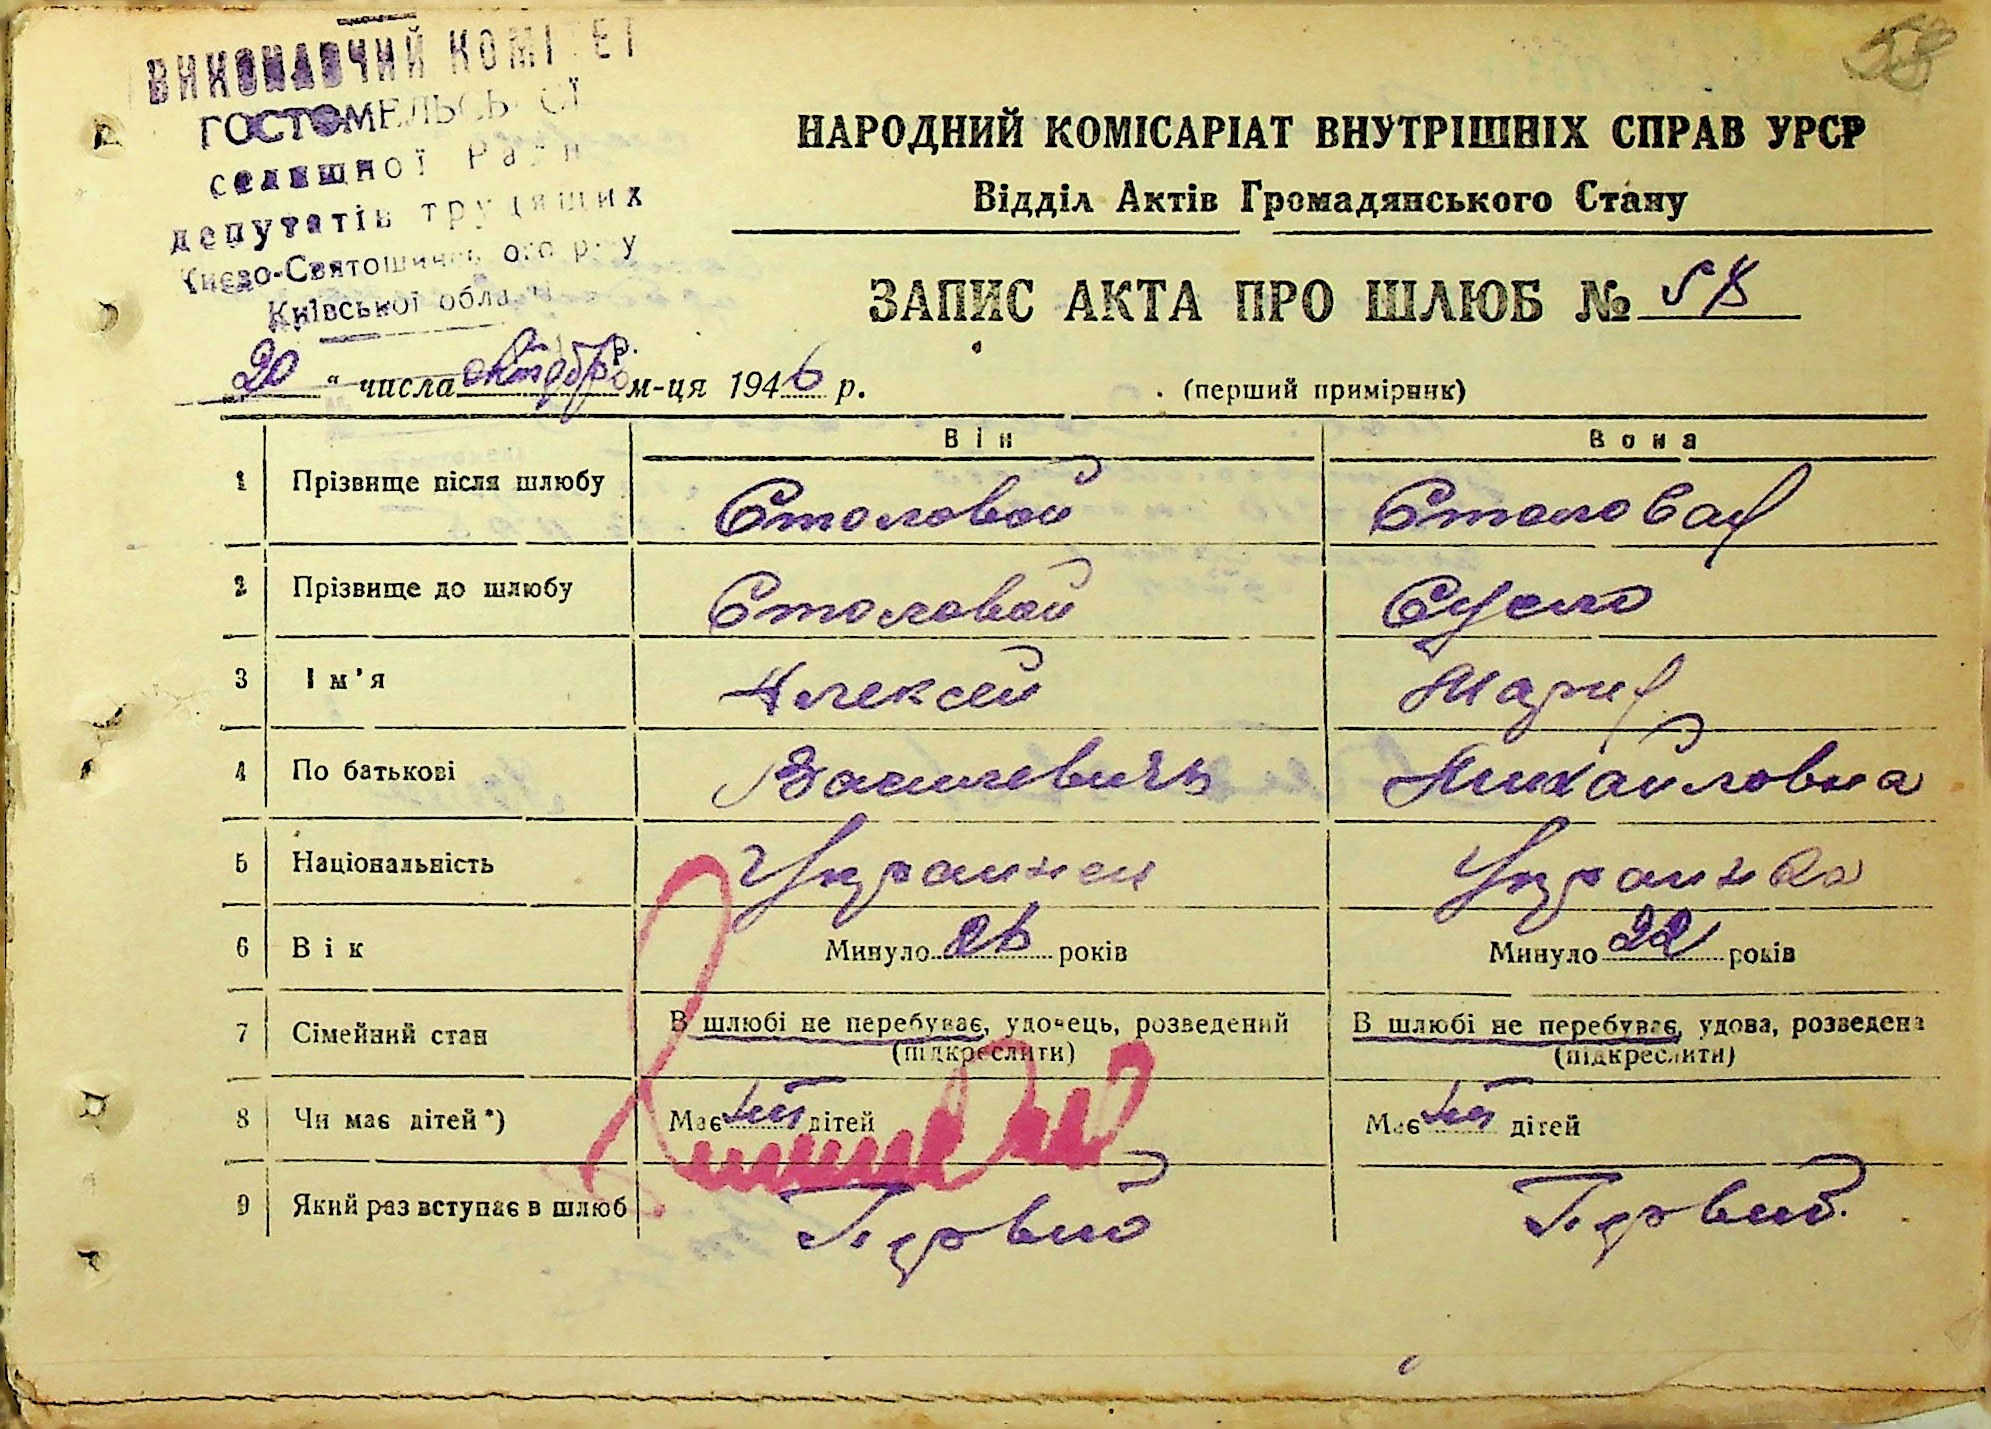 58
ВИКОНАВЧИЙ КОМІТЕТ
ГОСТОМЕЛЬСЬКОЇ
селищної Ради
депутатів трудящих
Києво-Святошинського р-ну
Київської області
НАРОДНИЙ КОМІСАРІАТ ВНУТРІШНІХ СПРАВ УРСР
Відділ Актів Громадянського Стану
ЗАПИС АКТА ПРО ШЛЮБ № 58
20 " числа октября м-ця 1946 р. (перший примірник)
Він Вона
1 Прізвище після шлюбу Столовой Столовая
2 Прізвище до шлюбу Столовой Сусло
3 Ім'я Алексей Мария
4 По батькові Васильевичь Михайловна
5 Національність Украинец Украинка
6 Вік Минуло 26 років Минуло 22 років
7 Сімейний стан В шлюбі не перебуває, удовець, розведений (підкреслити) В шлюбі не перебуває, удова, розведена (підкреслити)
8 Чи має дітей*) Має дітей Має дітей
9 Який раз вступає в шлюб Первий Первий